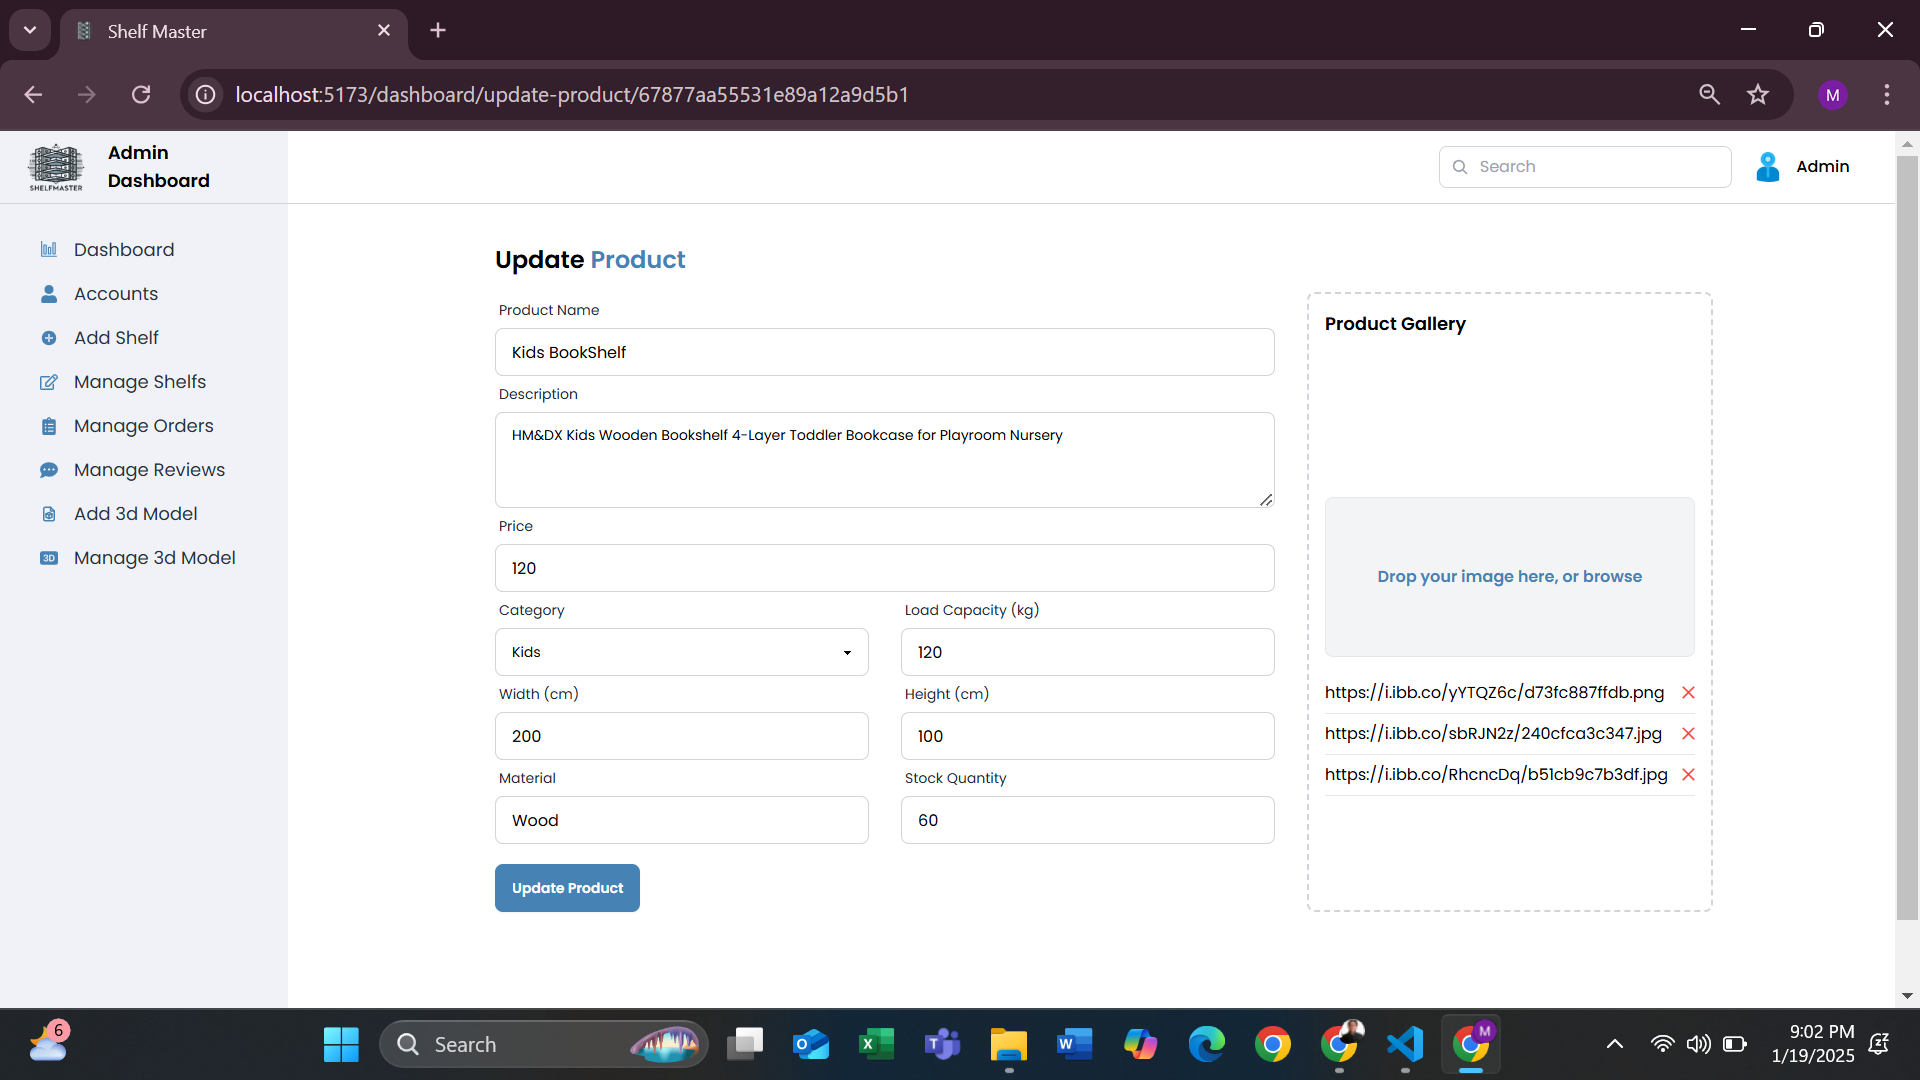 Shelf Master
localhost:5173/dashboard/update-product/67877aa55531e89a12a9d5b1
M
SHELFMASTER
Admin
Dashboard
Search
Admin
Dashboard
Accounts
Add Shelf
Manage Shelfs
Manage Orders
Manage Reviews
Add 3d Model
3D Manage 3d Model
Update Product
Product Name
Kids BookShelf
Description
HM&DX Kids Wooden Bookshelf 4-Layer Toddler Bookcase for Playroom Nursery
Price
120
Category
Kids
Load Capacity (kg)
120
Width (cm)
200
Height (cm)
100
Material
Wood
Stock Quantity
60
Update Product
Product Gallery
Drop your image here, or browse
https://i.ibb.co/yYTQZ6c/d73fc887ffdb.png
https://i.ibb.co/sbRJN2z/240cfca3c347.jpg
https://i.ibb.co/RhcncDq/b51cb9c7b3df.jpg
6
Search
M
9:02 PM
1/19/2025